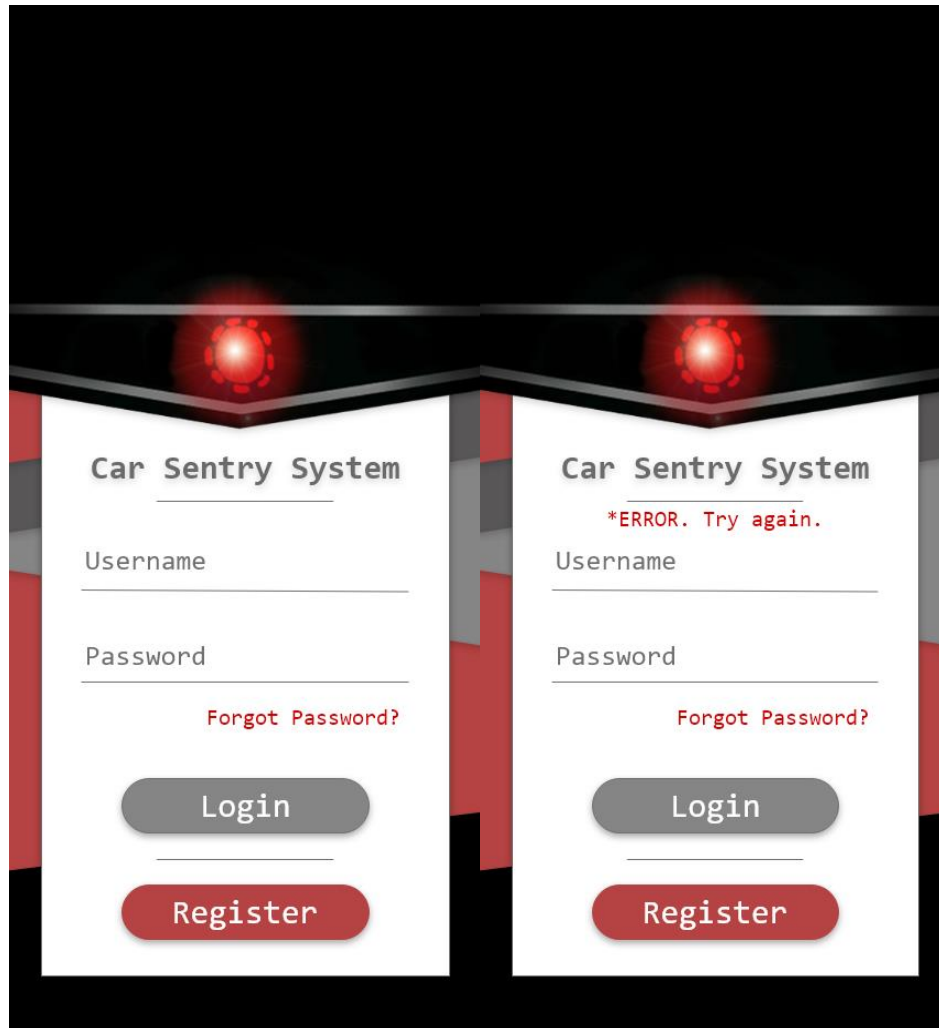 Car Sentry System
Username
Password
Forgot Password?
Login
Register
Car Sentry System
*ERROR. Try again.
Username
Password
Forgot Password?
Login
Register